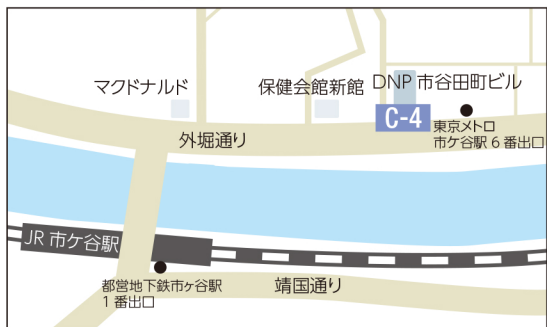 マクドナルド
保健会館新館
DNP 市谷田町ビル
C-4
東京メトロ
市ケ谷駅 6 番出口
外堀通り
JR 市ケ谷駅
都営地下鉄市ヶ谷駅
1 番出口
靖国通り